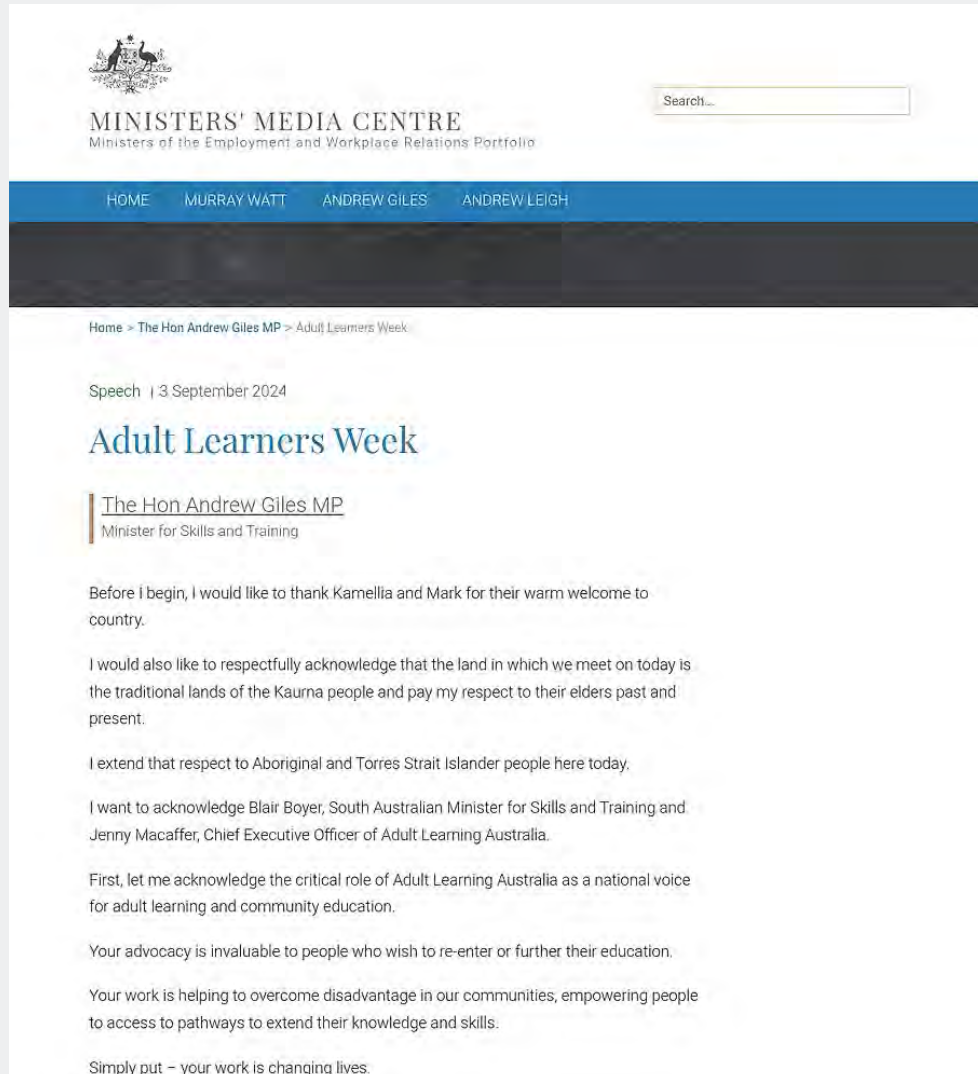 MINISTERS' MEDIA CENTRE
Ministers of the Employment and Workplace Relations Portfolio
Search...
HOME MURRAY WATT ANDREW GILES ANDREW LEIGH
Home > The Hon Andrew Giles MP > Adult Learners Week
Speech | 3 September 2024
Adult Learners Week
The Hon Andrew Giles MP
Minister for Skills and Training
Before I begin, I would like to thank Kamellia and Mark for their warm welcome to
country.
I would also like to respectfully acknowledge that the land in which we meet on today is
the traditional lands of the Kaurna people and pay my respect to their elders past and
present.
I extend that respect to Aboriginal and Torres Strait Islander people here today.
I want to acknowledge Blair Boyer, South Australian Minister for Skills and Training and
Jenny Macaffer, Chief Executive Officer of Adult Learning Australia.
First, let me acknowledge the critical role of Adult Learning Australia as a national voice
for adult learning and community education.
Your advocacy is invaluable to people who wish to re-enter or further their education.
Your work is helping to overcome disadvantage in our communities, empowering people
to access to pathways to extend their knowledge and skills.
Simply put – your work is changing lives.